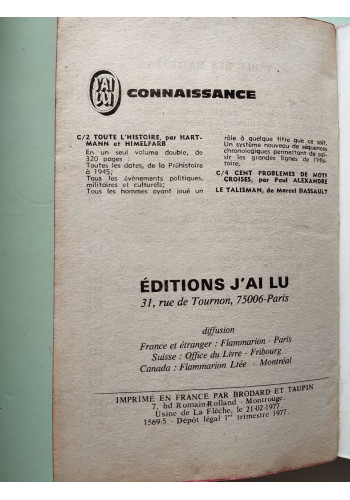 J'AI LU
CONNAISSANCE
C/2 TOUTE L'HISTOIRE, par HART-
MANN et HIMELFARB
En un seul volume double, de
320 pages :
Toutes les dates, de la Préhistoire
à 1945;
Tous les événements politiques,
militaires et culturels;
Tous les hommes ayant joué un
rôle à quelque titre que ce soit.
Un système nouveau de séquences
chronologiques permettant de sai-
sir les grandes lignes de l'His-
toire.
C/4 CENT PROBLEMES DE MOTS
CROISES, par Paul ALEXANDRE
LE TALISMAN, de Marcel DASSAULT
ÉDITIONS J'AI LU
31, rue de Tournon, 75006-Paris
diffusion
France et étranger : Flammarion - Paris
Suisse : Office du Livre - Fribourg
Canada : Flammarion Ltée - Montréal
IMPRIMÉ EN FRANCE PAR BRODARD ET TAUPIN
7, bd Romain-Rolland - Montrouge.
Usine de La Flèche, le 21-02-1977.
1569-5 - Dépôt légal 1er trimestre 1977.